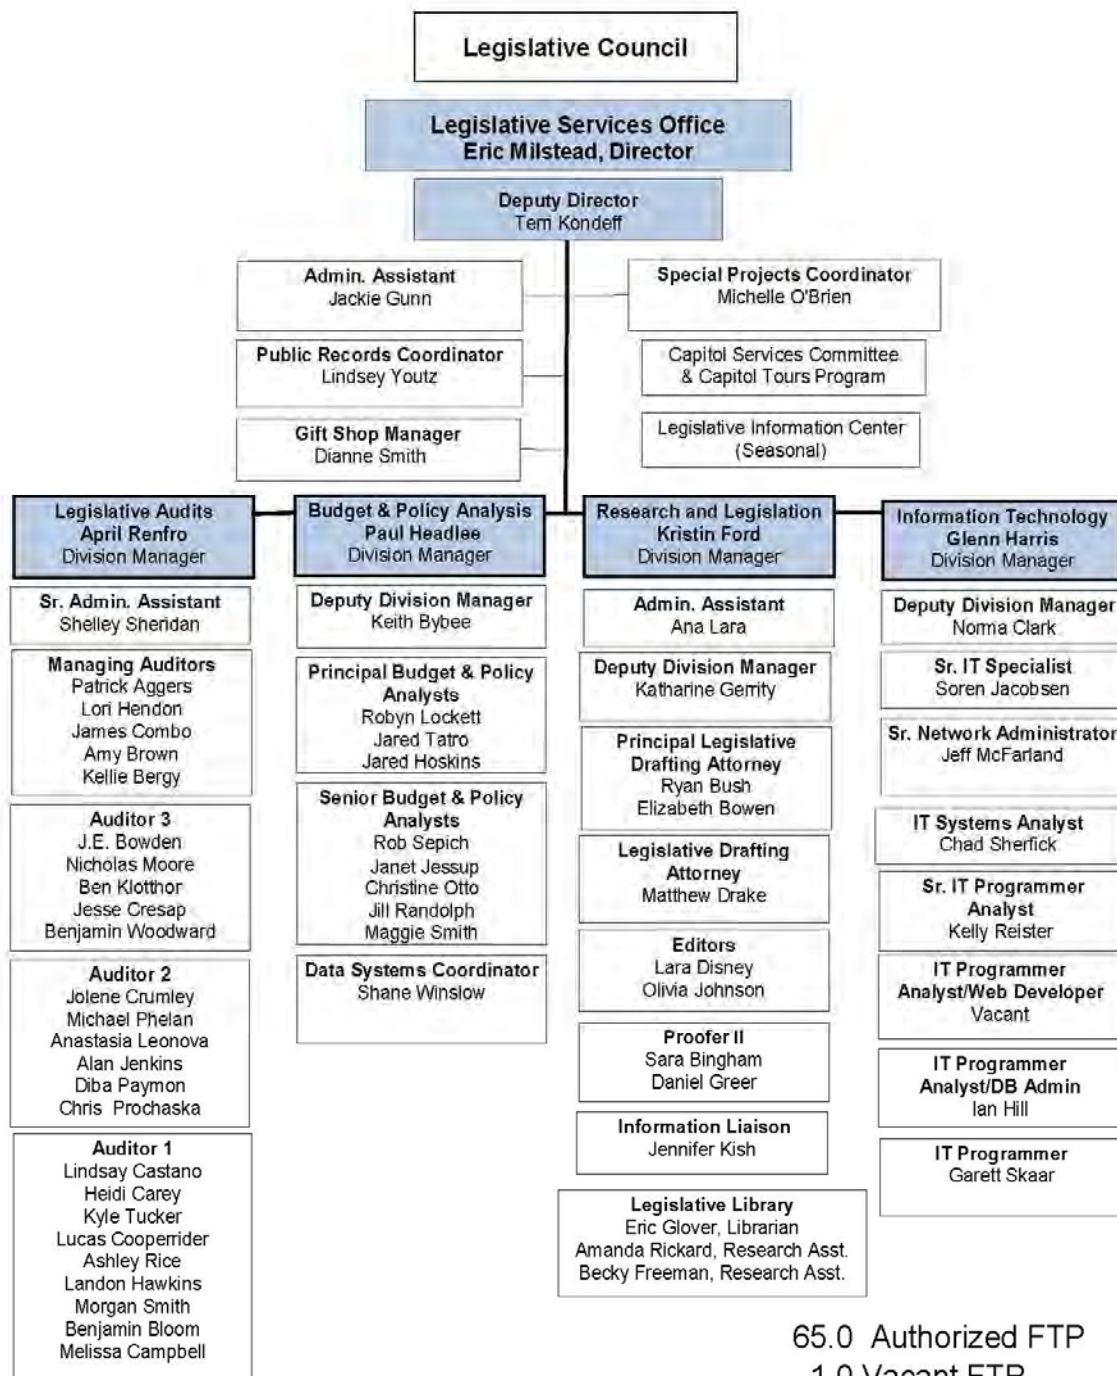 Legislative Council
Legislative Services Office
Eric Milstead, Director
Deputy Director
Terri Kondeff
Admin. Assistant
Jackie Gunn
Special Projects Coordinator
Michelle O'Brien
Public Records Coordinator
Lindsey Youtz
Capitol Services Committee
& Capitol Tours Program
Gift Shop Manager
Dianne Smith
Legislative Information Center
(Seasonal)
Legislative Audits
April Renfro
Division Manager
Sr. Admin. Assistant
Shelley Sheridan
Managing Auditors
Patrick Aggers
Lori Hendon
James Combo
Amy Brown
Kellie Bergy
Auditor 3
J.E. Bowden
Nicholas Moore
Ben Klotthor
Jesse Cresap
Benjamin Woodward
Auditor 2
Jolene Crumley
Michael Phelan
Anastasia Leonova
Alan Jenkins
Diba Paymon
Chris Prochaska
Auditor 1
Lindsay Castano
Heidi Carey
Kyle Tucker
Lucas Cooperrider
Ashley Rice
Landon Hawkins
Morgan Smith
Benjamin Bloom
Melissa Campbell
Budget & Policy Analysis
Paul Headlee
Division Manager
Deputy Division Manager
Keith Bybee
Principal Budget & Policy
Analysts
Robyn Lockett
Jared Tatro
Jared Hoskins
Senior Budget & Policy
Analysts
Rob Sepich
Janet Jessup
Christine Otto
Jill Randolph
Maggie Smith
Data Systems Coordinator
Shane Winslow
Research and Legislation
Kristin Ford
Division Manager
Admin. Assistant
Ana Lara
Deputy Division Manager
Katharine Gerrity
Principal Legislative
Drafting Attorney
Ryan Bush
Elizabeth Bowen
Legislative Drafting
Attorney
Matthew Drake
Editors
Lara Disney
Olivia Johnson
Proofer II
Sara Bingham
Daniel Greer
Information Liaison
Jennifer Kish
Legislative Library
Eric Glover, Librarian
Amanda Rickard, Research Asst.
Becky Freeman, Research Asst.
Information Technology
Glenn Harris
Division Manager
Deputy Division Manager
Norma Clark
Sr. IT Specialist
Soren Jacobsen
Sr. Network Administrator
Jeff McFarland
IT Systems Analyst
Chad Sherfick
Sr. IT Programmer
Analyst
Kelly Reister
IT Programmer
Analyst/Web Developer
Vacant
IT Programmer
Analyst/DB Admin
Ian Hill
IT Programmer
Garett Skaar
65.0 Authorized FTP
1.0 Vacant FTP